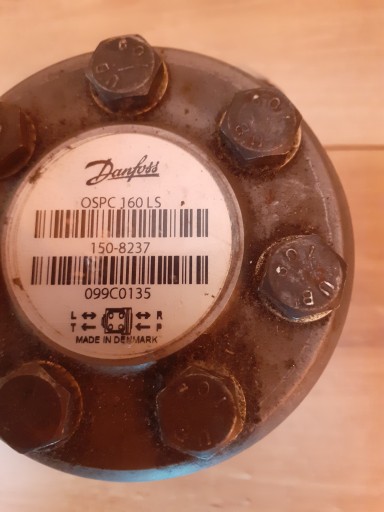 Danfoss
OSPC 160 LS
150-8237
099C0135
L R
T P
MADE IN DENMARK